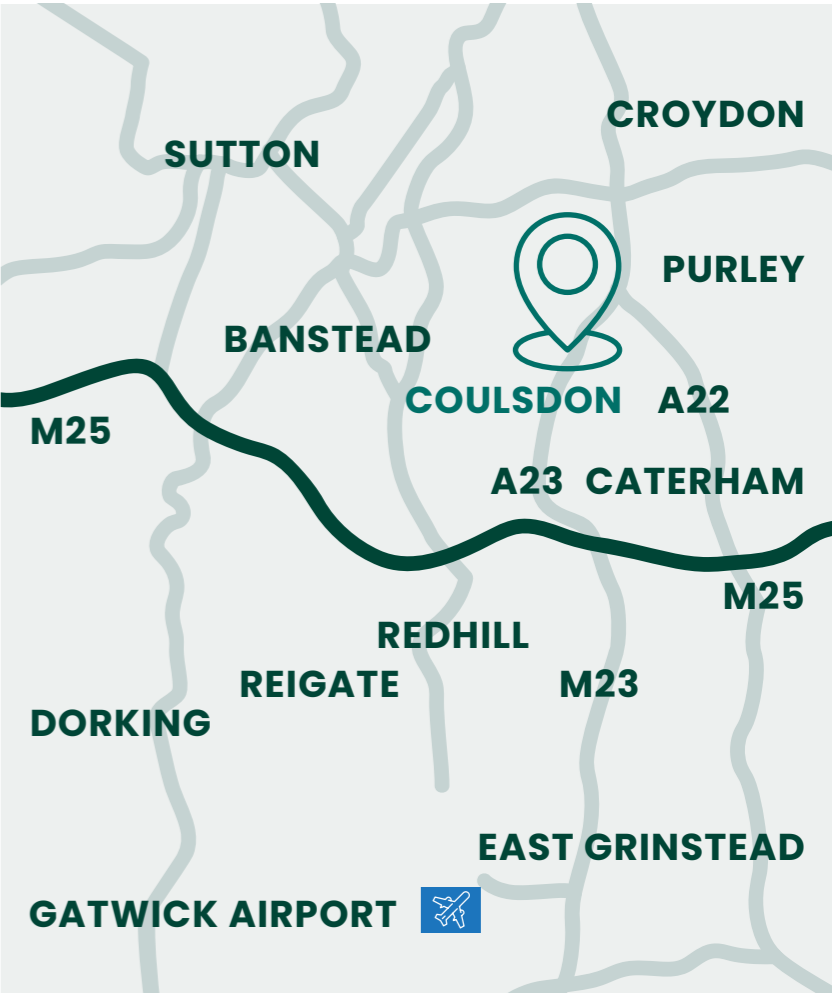 CROYDON
SUTTON
PURLEY
BANSTEAD
COULSDON A22
M25
A23 CATERHAM
M25
REDHILL
REIGATE M23
DORKING
EAST GRINSTEAD
GATWICK AIRPORT